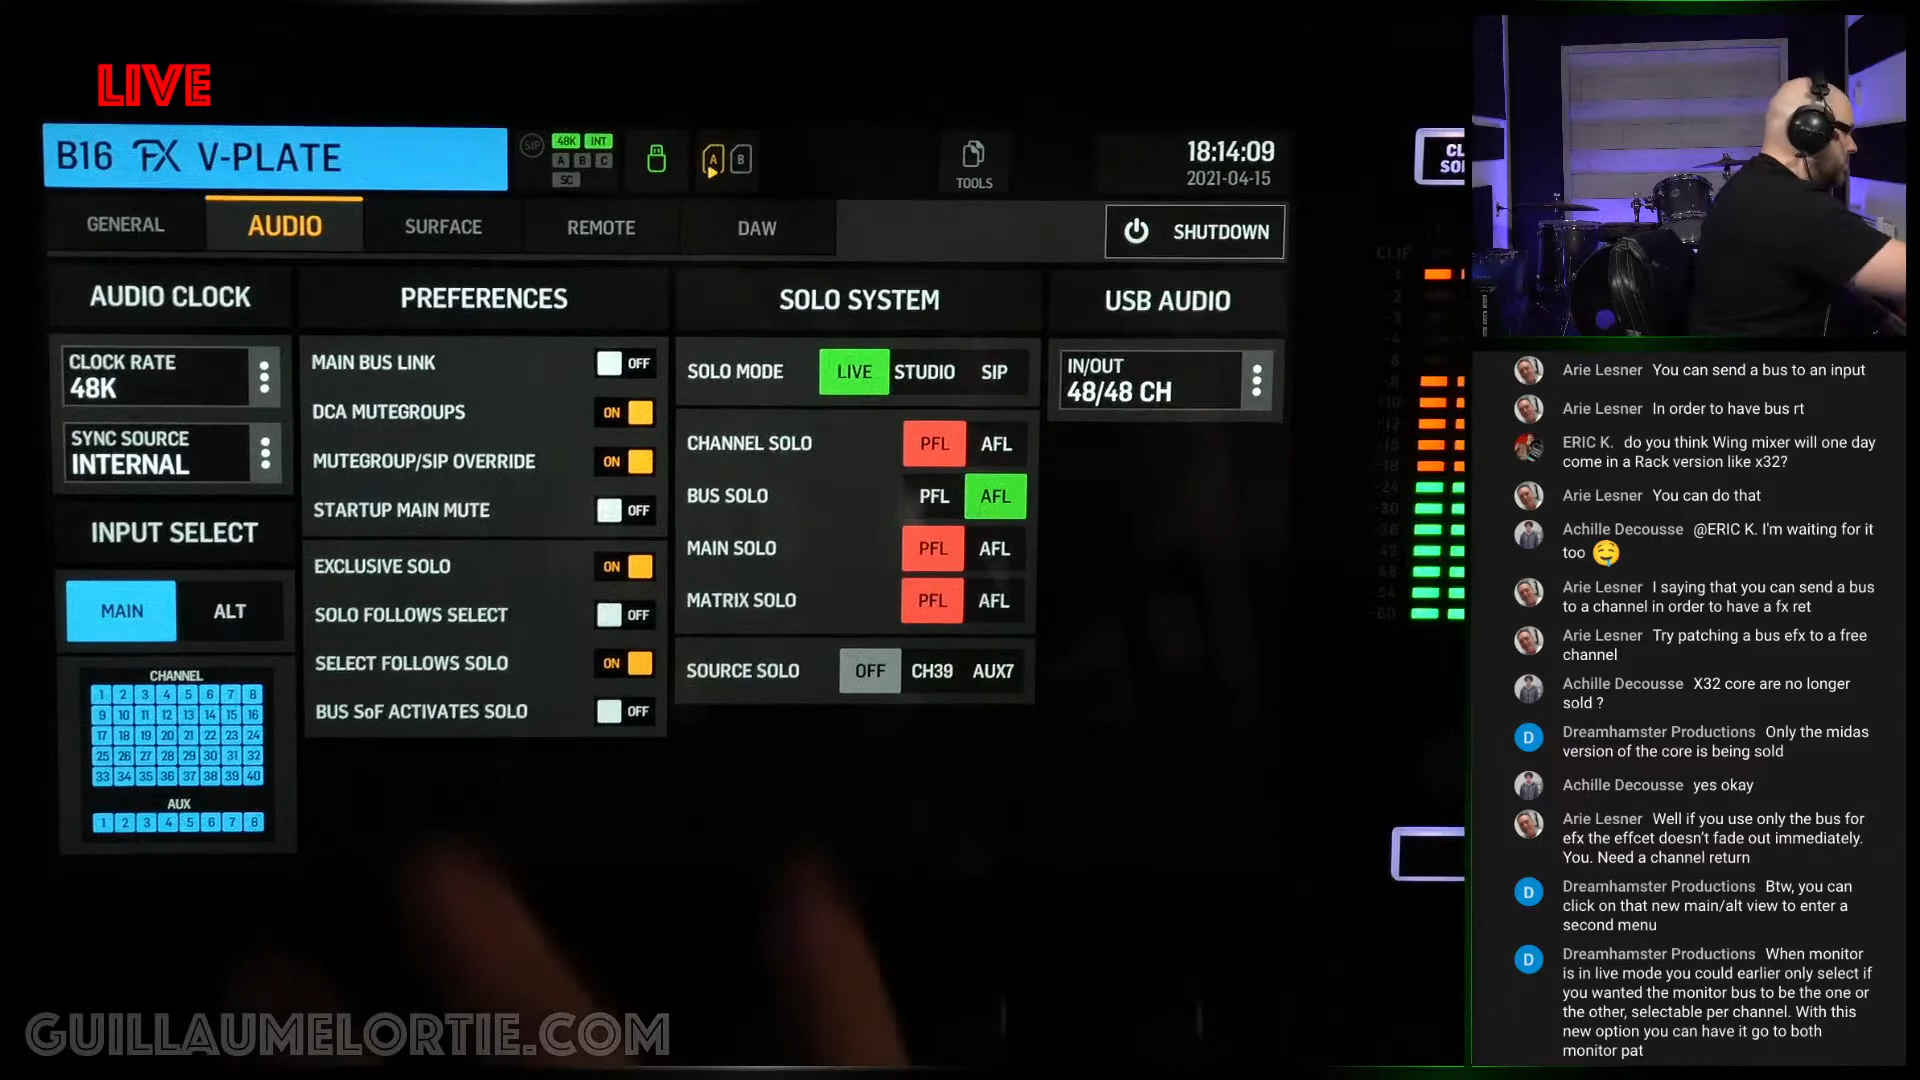 LIVE
B16 FX V-PLATE
SIP
48K INT
A B C
SC
A B
TOOLS
18:14:09
2021-04-15
GENERAL
AUDIO
SURFACE
REMOTE
DAW
SHUTDOWN
AUDIO CLOCK
CLOCK RATE
48K
SYNC SOURCE
INTERNAL
INPUT SELECT
MAIN
ALT
CHANNEL
1 2 3 4 5 6 7 8
9 10 11 12 13 14 15 16
17 18 19 20 21 22 23 24
25 26 27 28 29 30 31 32
33 34 35 36 37 38 39 40
AUX
1 2 3 4 5 6 7 8
PREFERENCES
MAIN BUS LINK OFF
DCA MUTEGROUPS ON
MUTEGROUP/SIP OVERRIDE ON
STARTUP MAIN MUTE OFF
EXCLUSIVE SOLO ON
SOLO FOLLOWS SELECT OFF
SELECT FOLLOWS SOLO ON
BUS SoF ACTIVATES SOLO OFF
SOLO SYSTEM
SOLO MODE LIVE STUDIO SIP
CHANNEL SOLO PFL AFL
BUS SOLO PFL AFL
MAIN SOLO PFL AFL
MATRIX SOLO PFL AFL
SOURCE SOLO OFF CH39 AUX7
USB AUDIO
IN/OUT
48/48 CH
Arie Lesner You can send a bus to an input
Arie Lesner In order to have bus rt
ERIC K. do you think Wing mixer will one day
come in a Rack version like x32?
Arie Lesner You can do that
Achille Decousse @ERIC K. I'm waiting for it
too 🤤
Arie Lesner I saying that you can send a bus
to a channel in order to have a fx ret
Arie Lesner Try patching a bus efx to a free
channel
Achille Decousse X32 core are no longer
sold ?
D
Dreamhamster Productions Only the midas
version of the core is being sold
Achille Decousse yes okay
Arie Lesner Well if you use only the bus for
efx the effcet doesn't fade out immediately.
You. Need a channel return
D
Dreamhamster Productions Btw, you can
click on that new main/alt view to enter a
second menu
D
Dreamhamster Productions When monitor
is in live mode you could earlier only select if
you wanted the monitor bus to be the one or
the other, selectable per channel. With this
new option you can have it go to both
monitor pat
GUILLAUMELORTIE.COM